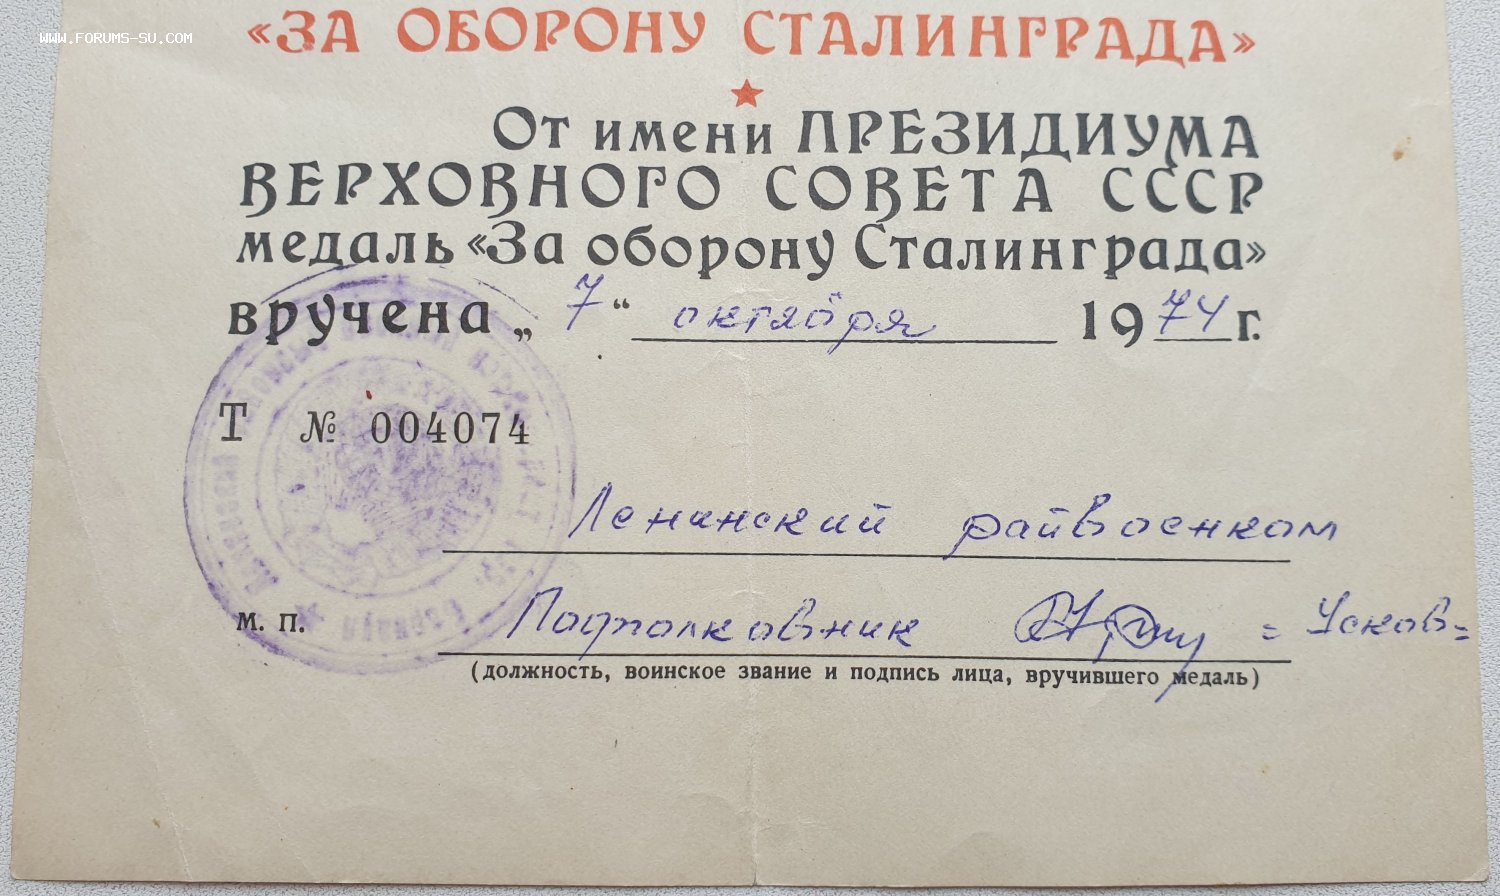 WWW.FORUMS-SU.COM
«ЗА ОБОРОНУ СТАЛИНГРАДА»
От имени ПРЕЗИДИУМА
ВЕРХОВНОГО СОВЕТА СССР
медаль «За оборону Сталинграда»
вручена „ 7 “ октября 1974 г.
Т № 004074
Ленинский райвоенком
м. п. Подполковник = Усков =
(должность, воинское звание и подпись лица, вручившего медаль)